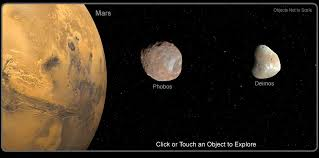 Mars
Objects Not to Scale
Phobos
Deimos
Click or Touch an Object to Explore